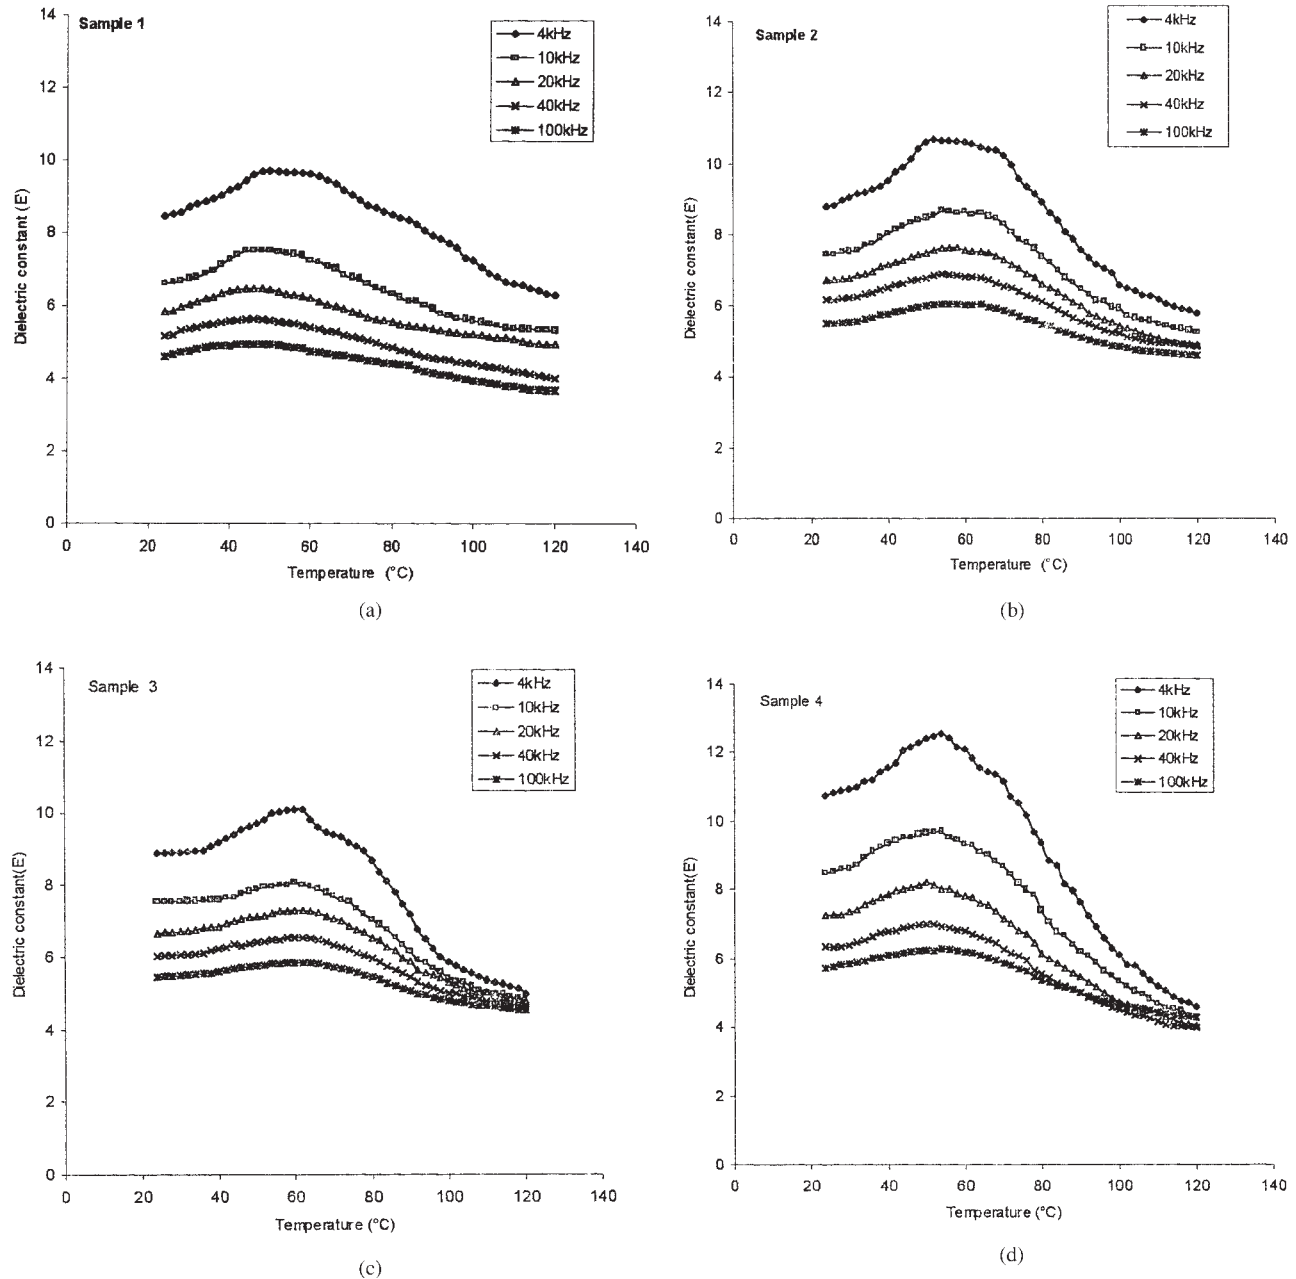 Sample 1
4kHz
10kHz
20kHz
40kHz
100kHz
14
12
10
8
6
4
2
0
Dielectric constant (E')
0 20 40 60 80 100 120 140
Temperature (°C)
(a)
Sample 2
4kHz
10kHz
20kHz
40kHz
100kHz
14
12
10
8
6
4
2
0
Dielectric constant(E')
0 20 40 60 80 100 120 140
Temperature (°C)
(b)
Sample 3
4kHz
10kHz
20kHz
40kHz
100kHz
14
12
10
8
6
4
2
0
Dielectric constant(E')
0 20 40 60 80 100 120 140
Temperature (°C)
(c)
Sample 4
4kHz
10kHz
20kHz
40kHz
100kHz
14
12
10
8
6
4
2
0
Dielectric constant(E')
0 20 40 60 80 100 120 140
Temperature (°C)
(d)